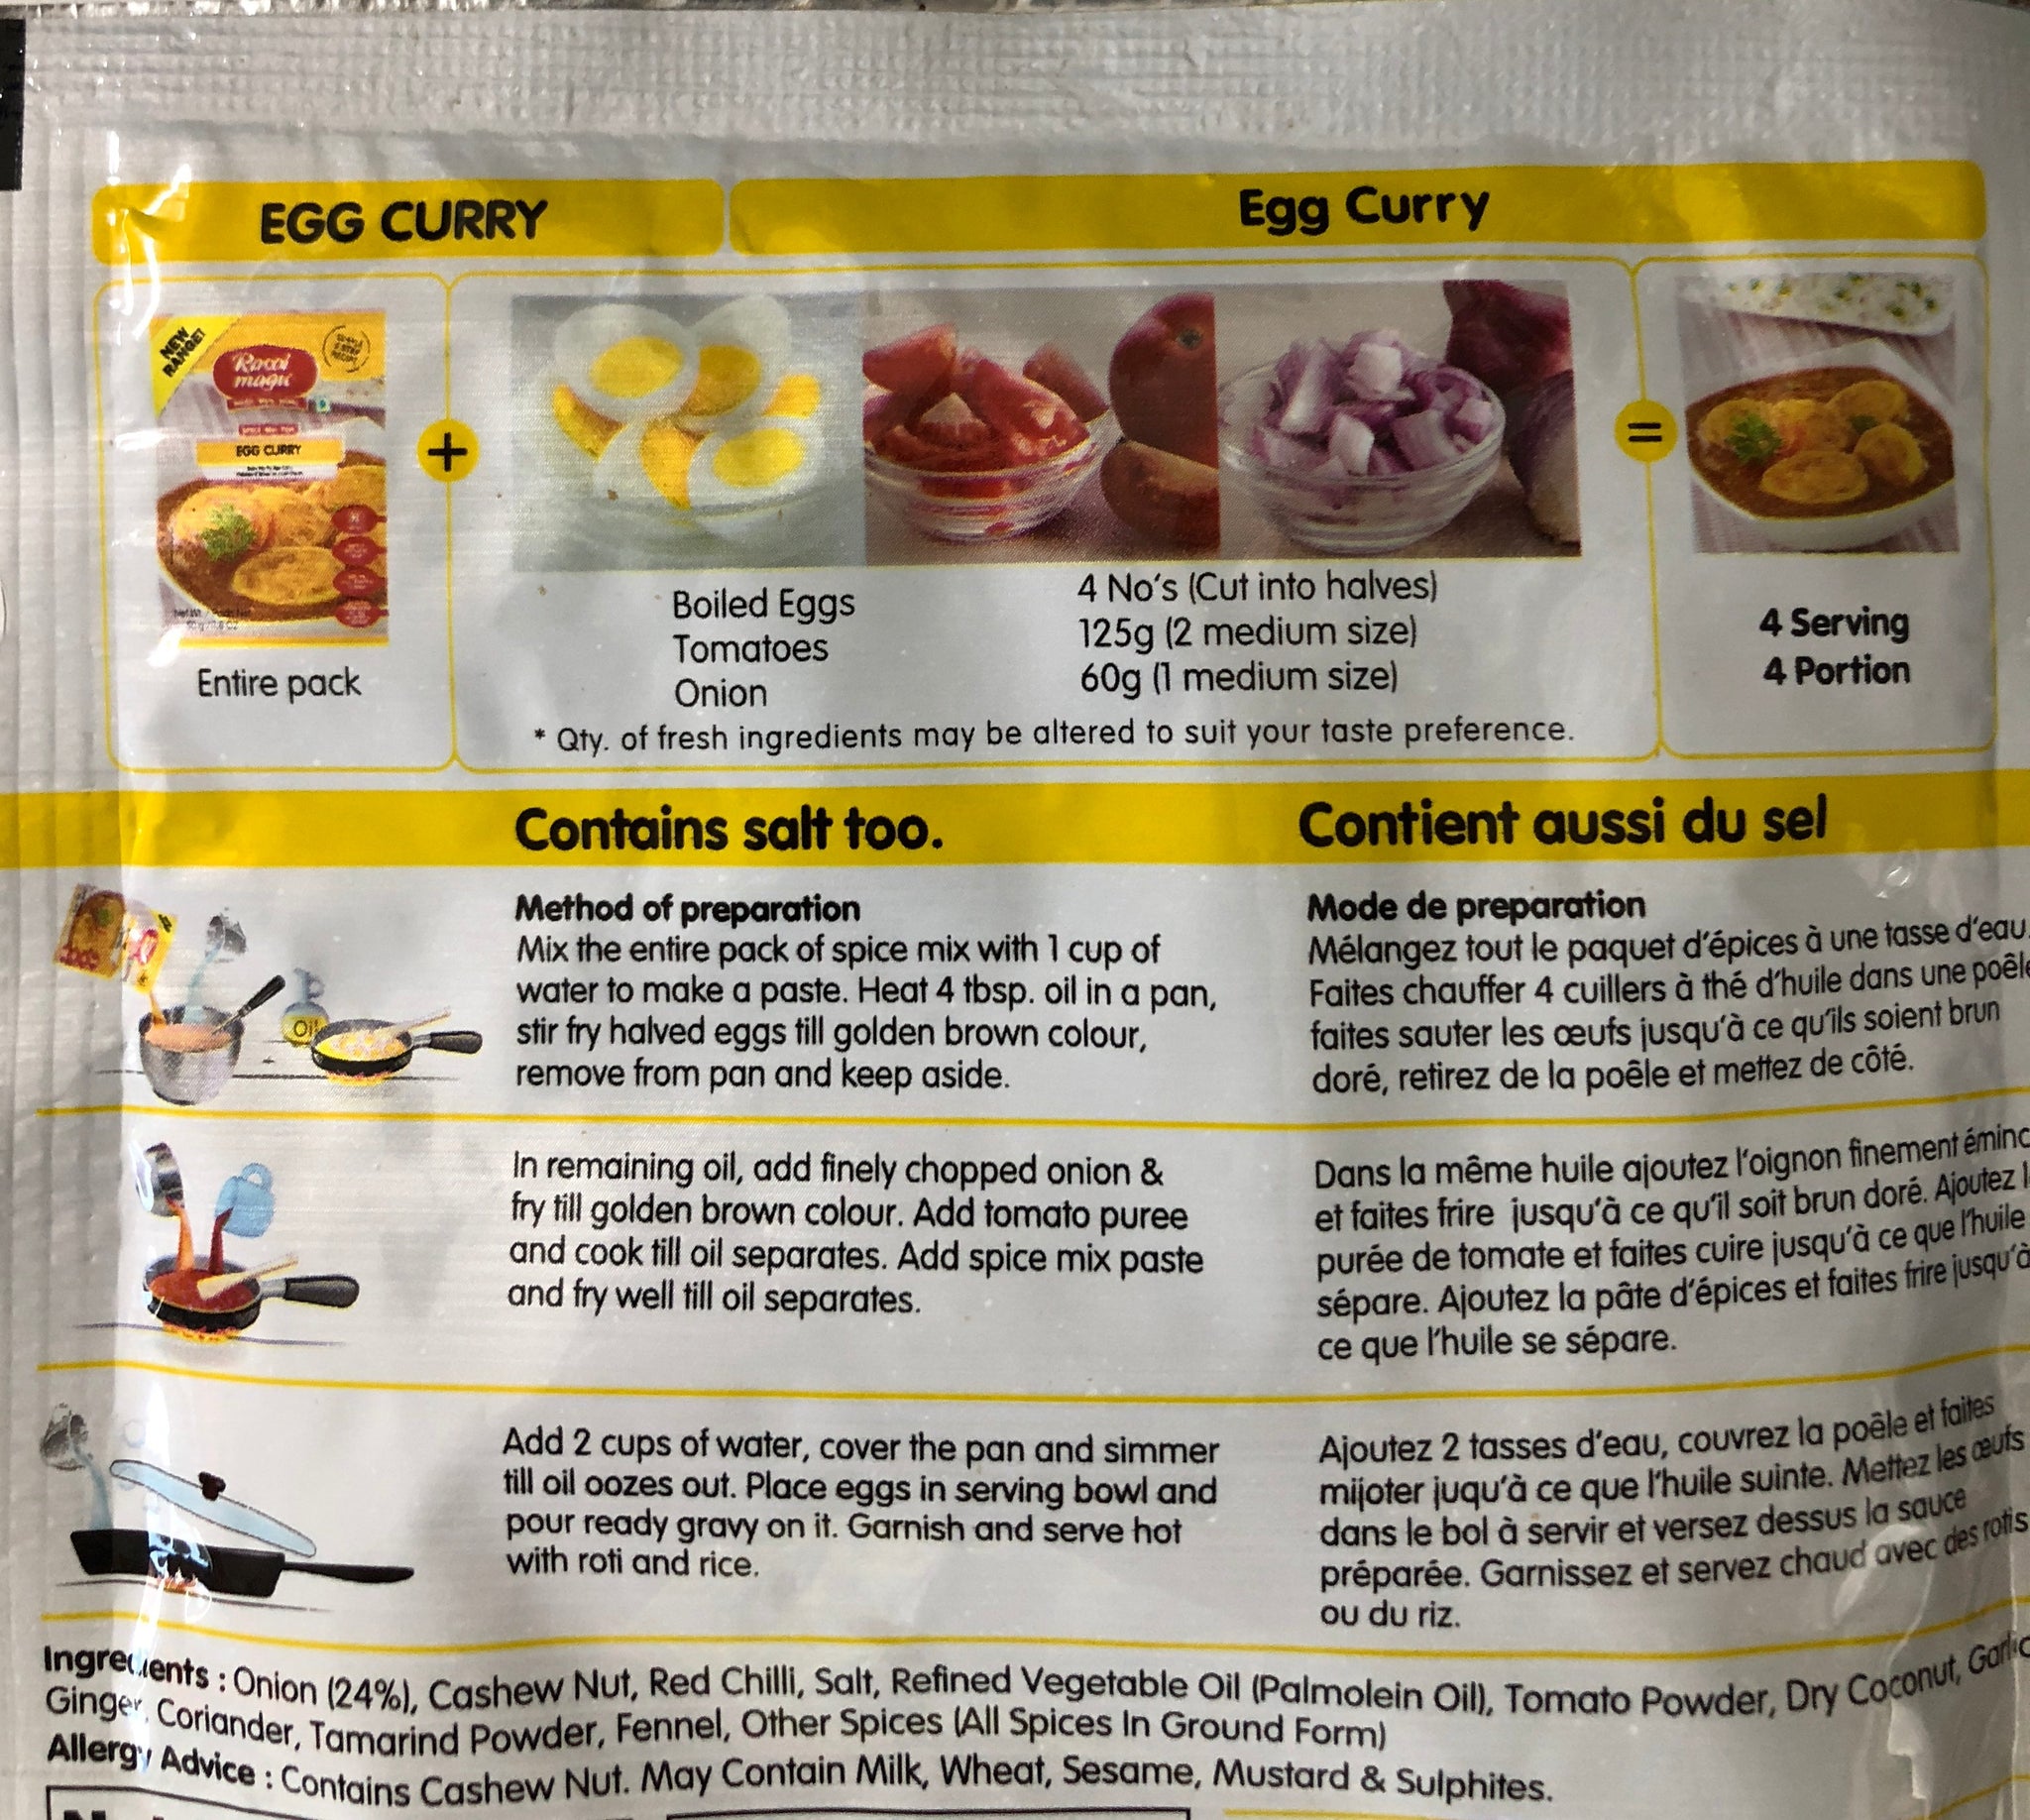 EGG CURRY
Egg Curry
NEW
RANGE!
Rasoi
magic
EGG CURRY
Entire pack
+
Boiled Eggs 4 No's (Cut into halves)
Tomatoes 125g (2 medium size)
Onion 60g (1 medium size)
* Qty. of fresh ingredients may be altered to suit your taste preference.
=
4 Serving
4 Portion
Contains salt too.
Contient aussi du sel
Oil
Method of preparation
Mix the entire pack of spice mix with 1 cup of
water to make a paste. Heat 4 tbsp. oil in a pan,
stir fry halved eggs till golden brown colour,
remove from pan and keep aside.
Mode de preparation
Mélangez tout le paquet d'épices à une tasse d'eau.
Faites chauffer 4 cuillers à thé d'huile dans une poêle
faites sauter les œufs jusqu'à ce qu'ils soient brun
doré, retirez de la poêle et mettez de côté.
In remaining oil, add finely chopped onion &
fry till golden brown colour. Add tomato puree
and cook till oil separates. Add spice mix paste
and fry well till oil separates.
Dans la même huile ajoutez l'oignon finement éminc
et faites frire jusqu'à ce qu'il soit brun doré. Ajoutez l
purée de tomate et faites cuire jusqu'à ce que l'huile
sépare. Ajoutez la pâte d'épices et faites frire jusqu'à
ce que l'huile se sépare.
Add 2 cups of water, cover the pan and simmer
till oil oozes out. Place eggs in serving bowl and
pour ready gravy on it. Garnish and serve hot
with roti and rice.
Ajoutez 2 tasses d'eau, couvrez la poêle et faites
mijoter juqu'à ce que l'huile suinte. Mettez les œufs
dans le bol à servir et versez dessus la sauce
préparée. Garnissez et servez chaud avec des rotis
ou du riz.
Ingredients : Onion (24%), Cashew Nut, Red Chilli, Salt, Refined Vegetable Oil (Palmolein Oil), Tomato Powder, Dry Coconut, Garlic
Ginger, Coriander, Tamarind Powder, Fennel, Other Spices (All Spices In Ground Form)
Allergy Advice : Contains Cashew Nut. May Contain Milk, Wheat, Sesame, Mustard & Sulphites.